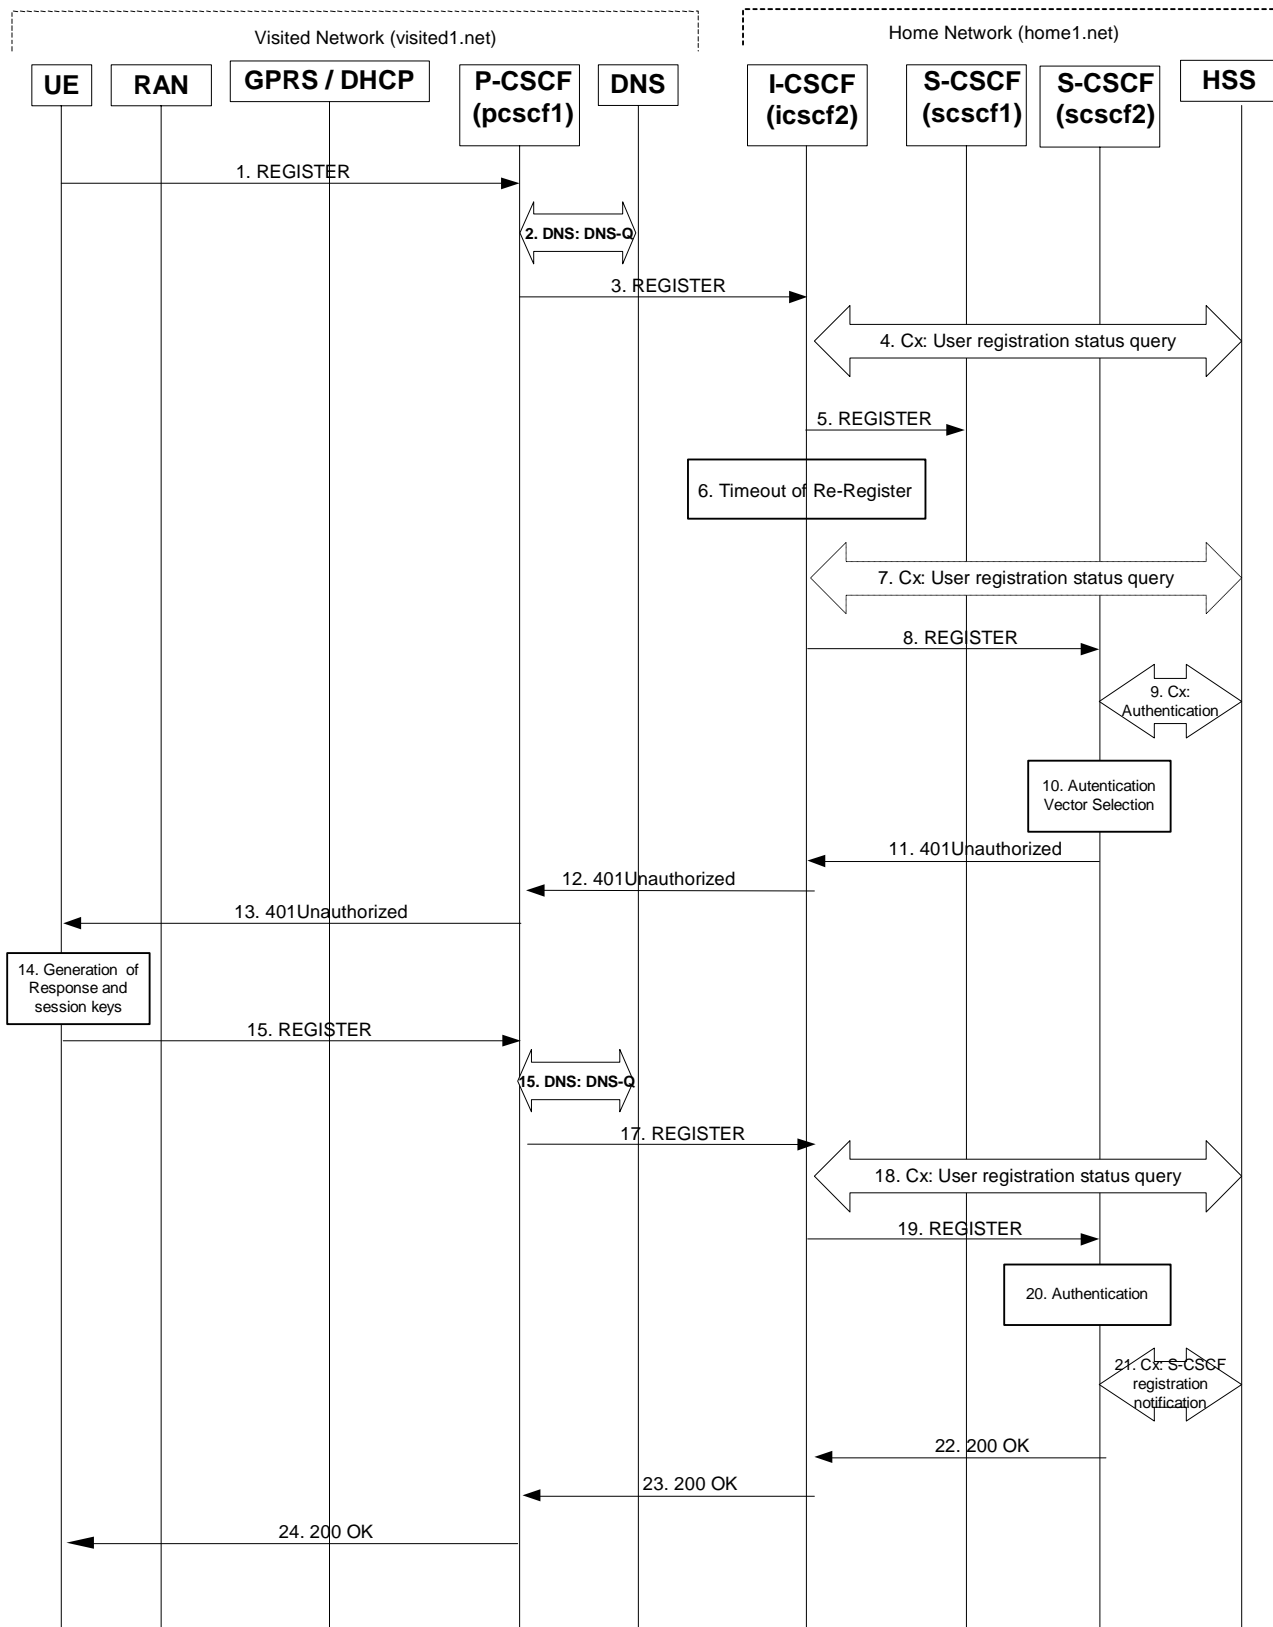 Visited Network (visited1.net)
Home Network (home1.net)
UE
RAN
GPRS / DHCP
P-CSCF
(pcscf1)
DNS
I-CSCF
(icscf2)
S-CSCF
(scscf1)
S-CSCF
(scscf2)
HSS
1. REGISTER
2. DNS: DNS-Q
3. REGISTER
4. Cx: User registration status query
5. REGISTER
6. Timeout of Re-Register
7. Cx: User registration status query
8. REGISTER
9. Cx:
Authentication
10. Autentication
Vector Selection
11. 401Unauthorized
12. 401Unauthorized
13. 401Unauthorized
14. Generation of
Response and
session keys
15. REGISTER
15. DNS: DNS-Q
17. REGISTER
18. Cx: User registration status query
19. REGISTER
20. Authentication
21. Cx: S-CSCF
registration
notification
22. 200 OK
23. 200 OK
24. 200 OK